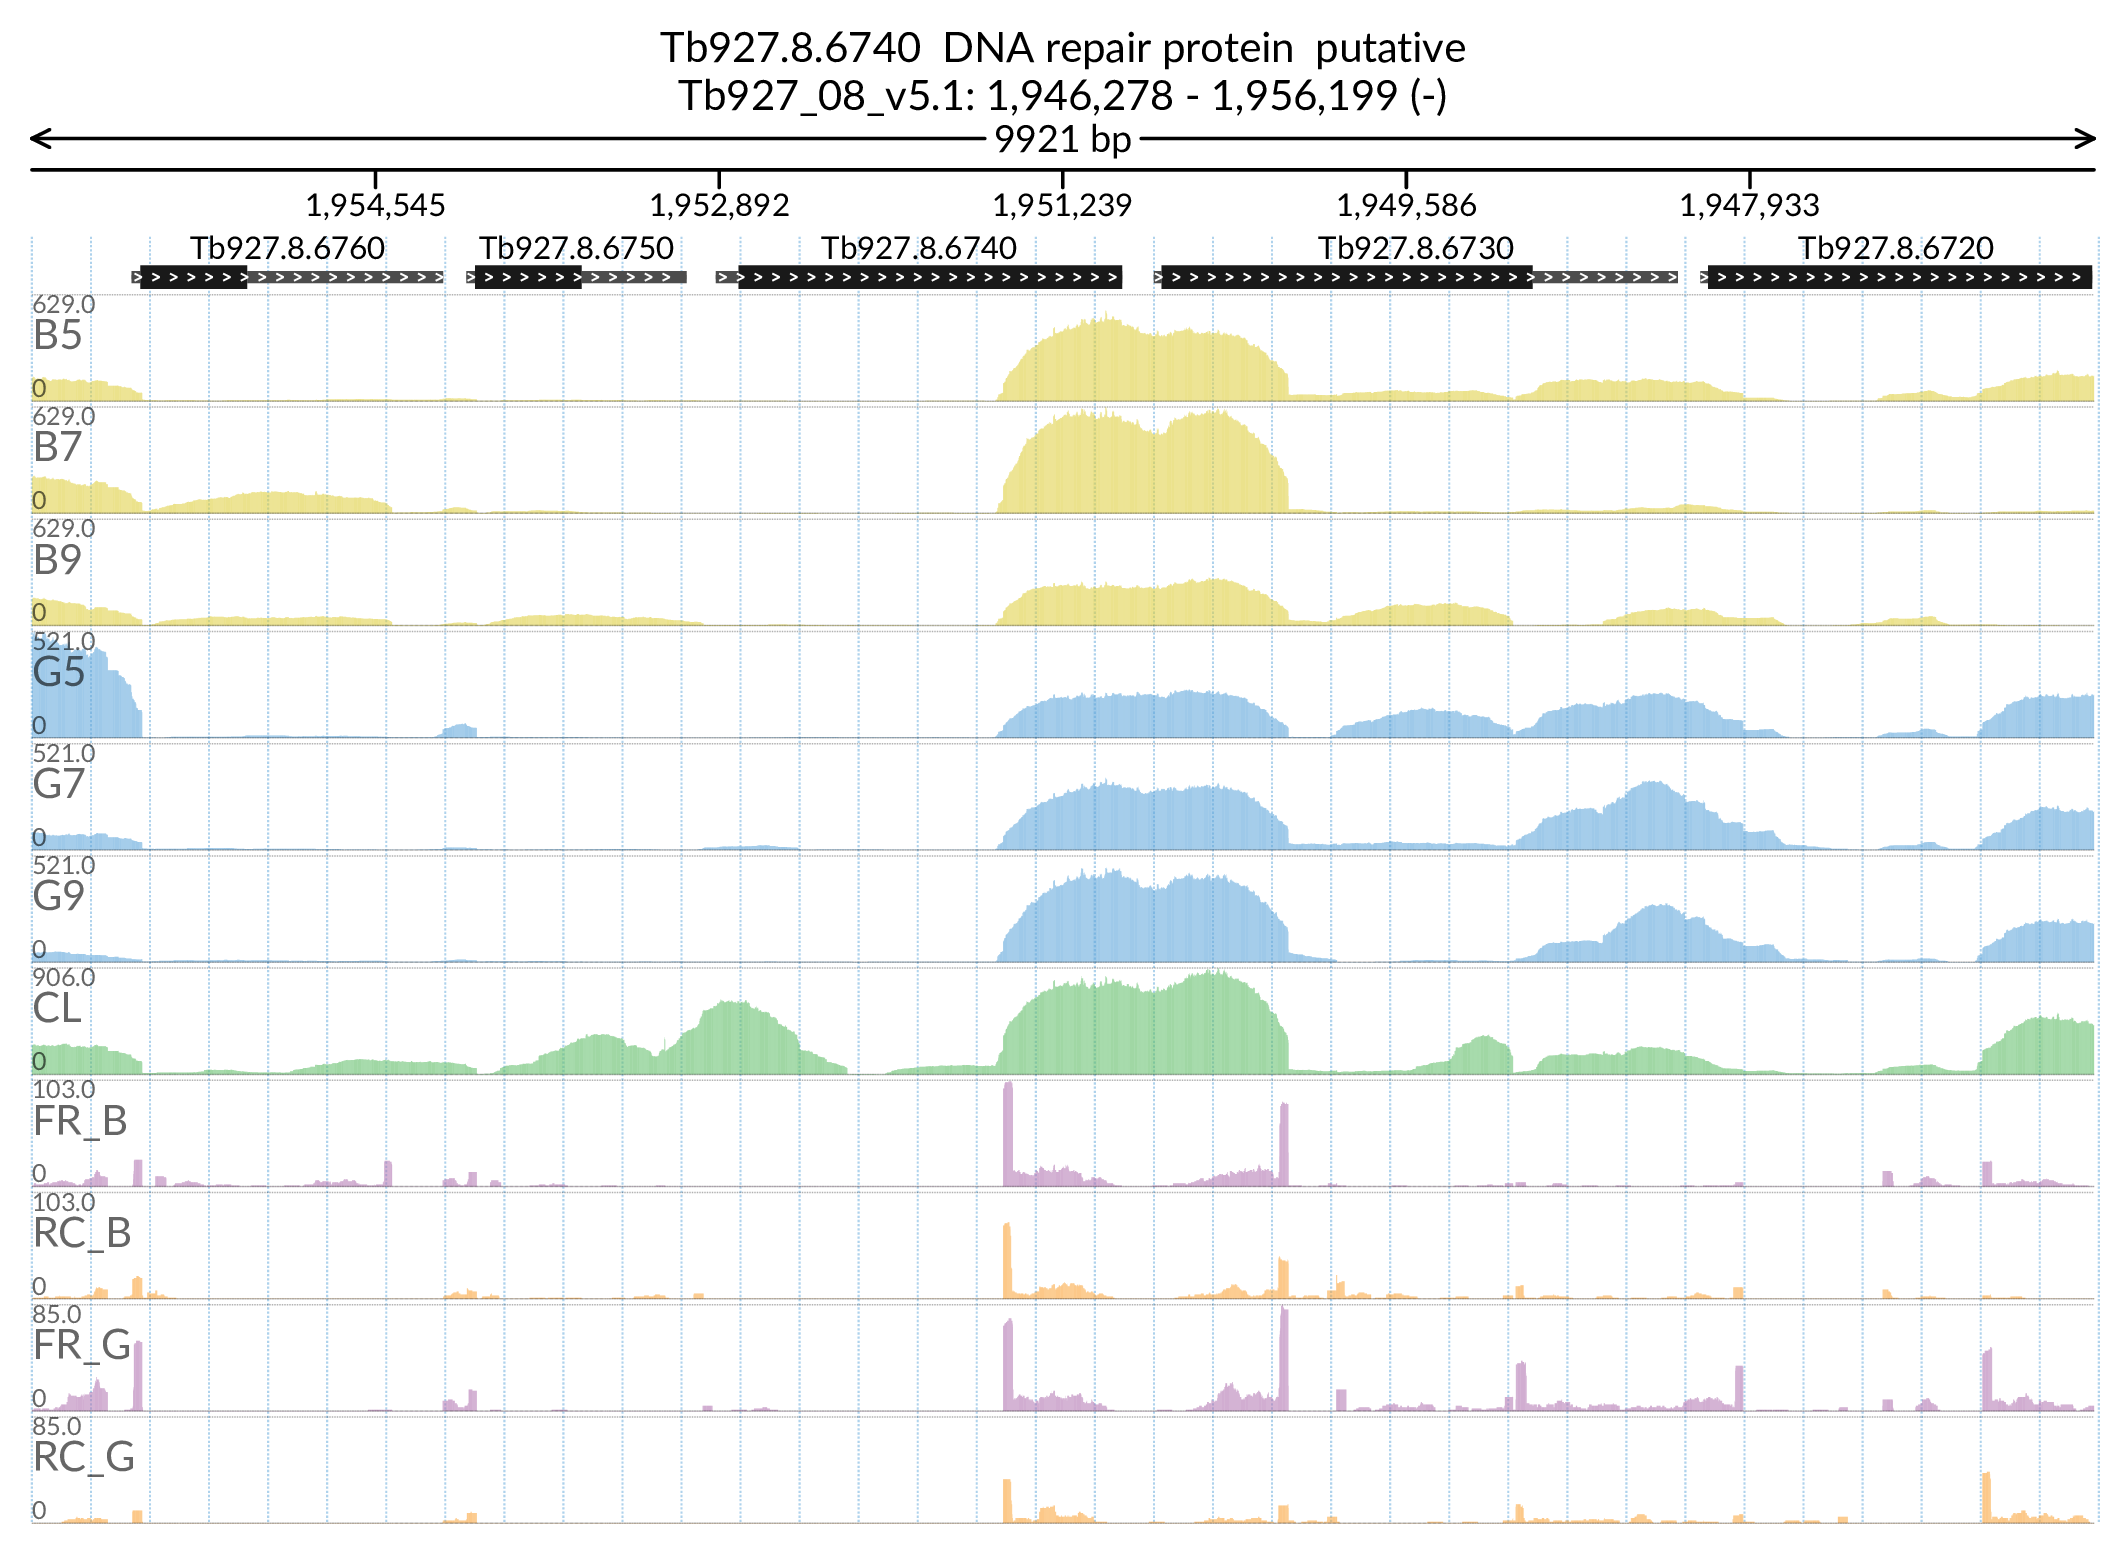 Tb927.8.6740  DNA repair protein  putative
Tb927_08_v5.1: 1,946,278 - 1,956,199 (-)
9921 bp
1,954,545 1,952,892 1,951,239 1,949,586 1,947,933
Tb927.8.6760 Tb927.8.6750 Tb927.8.6740 Tb927.8.6730 Tb927.8.6720
629.0
B5
0
629.0
B7
0
629.0
B9
0
521.0
G5
0
521.0
G7
0
521.0
G9
0
906.0
CL
0
103.0
FR_B
0
103.0
RC_B
0
85.0
FR_G
0
85.0
RC_G
0